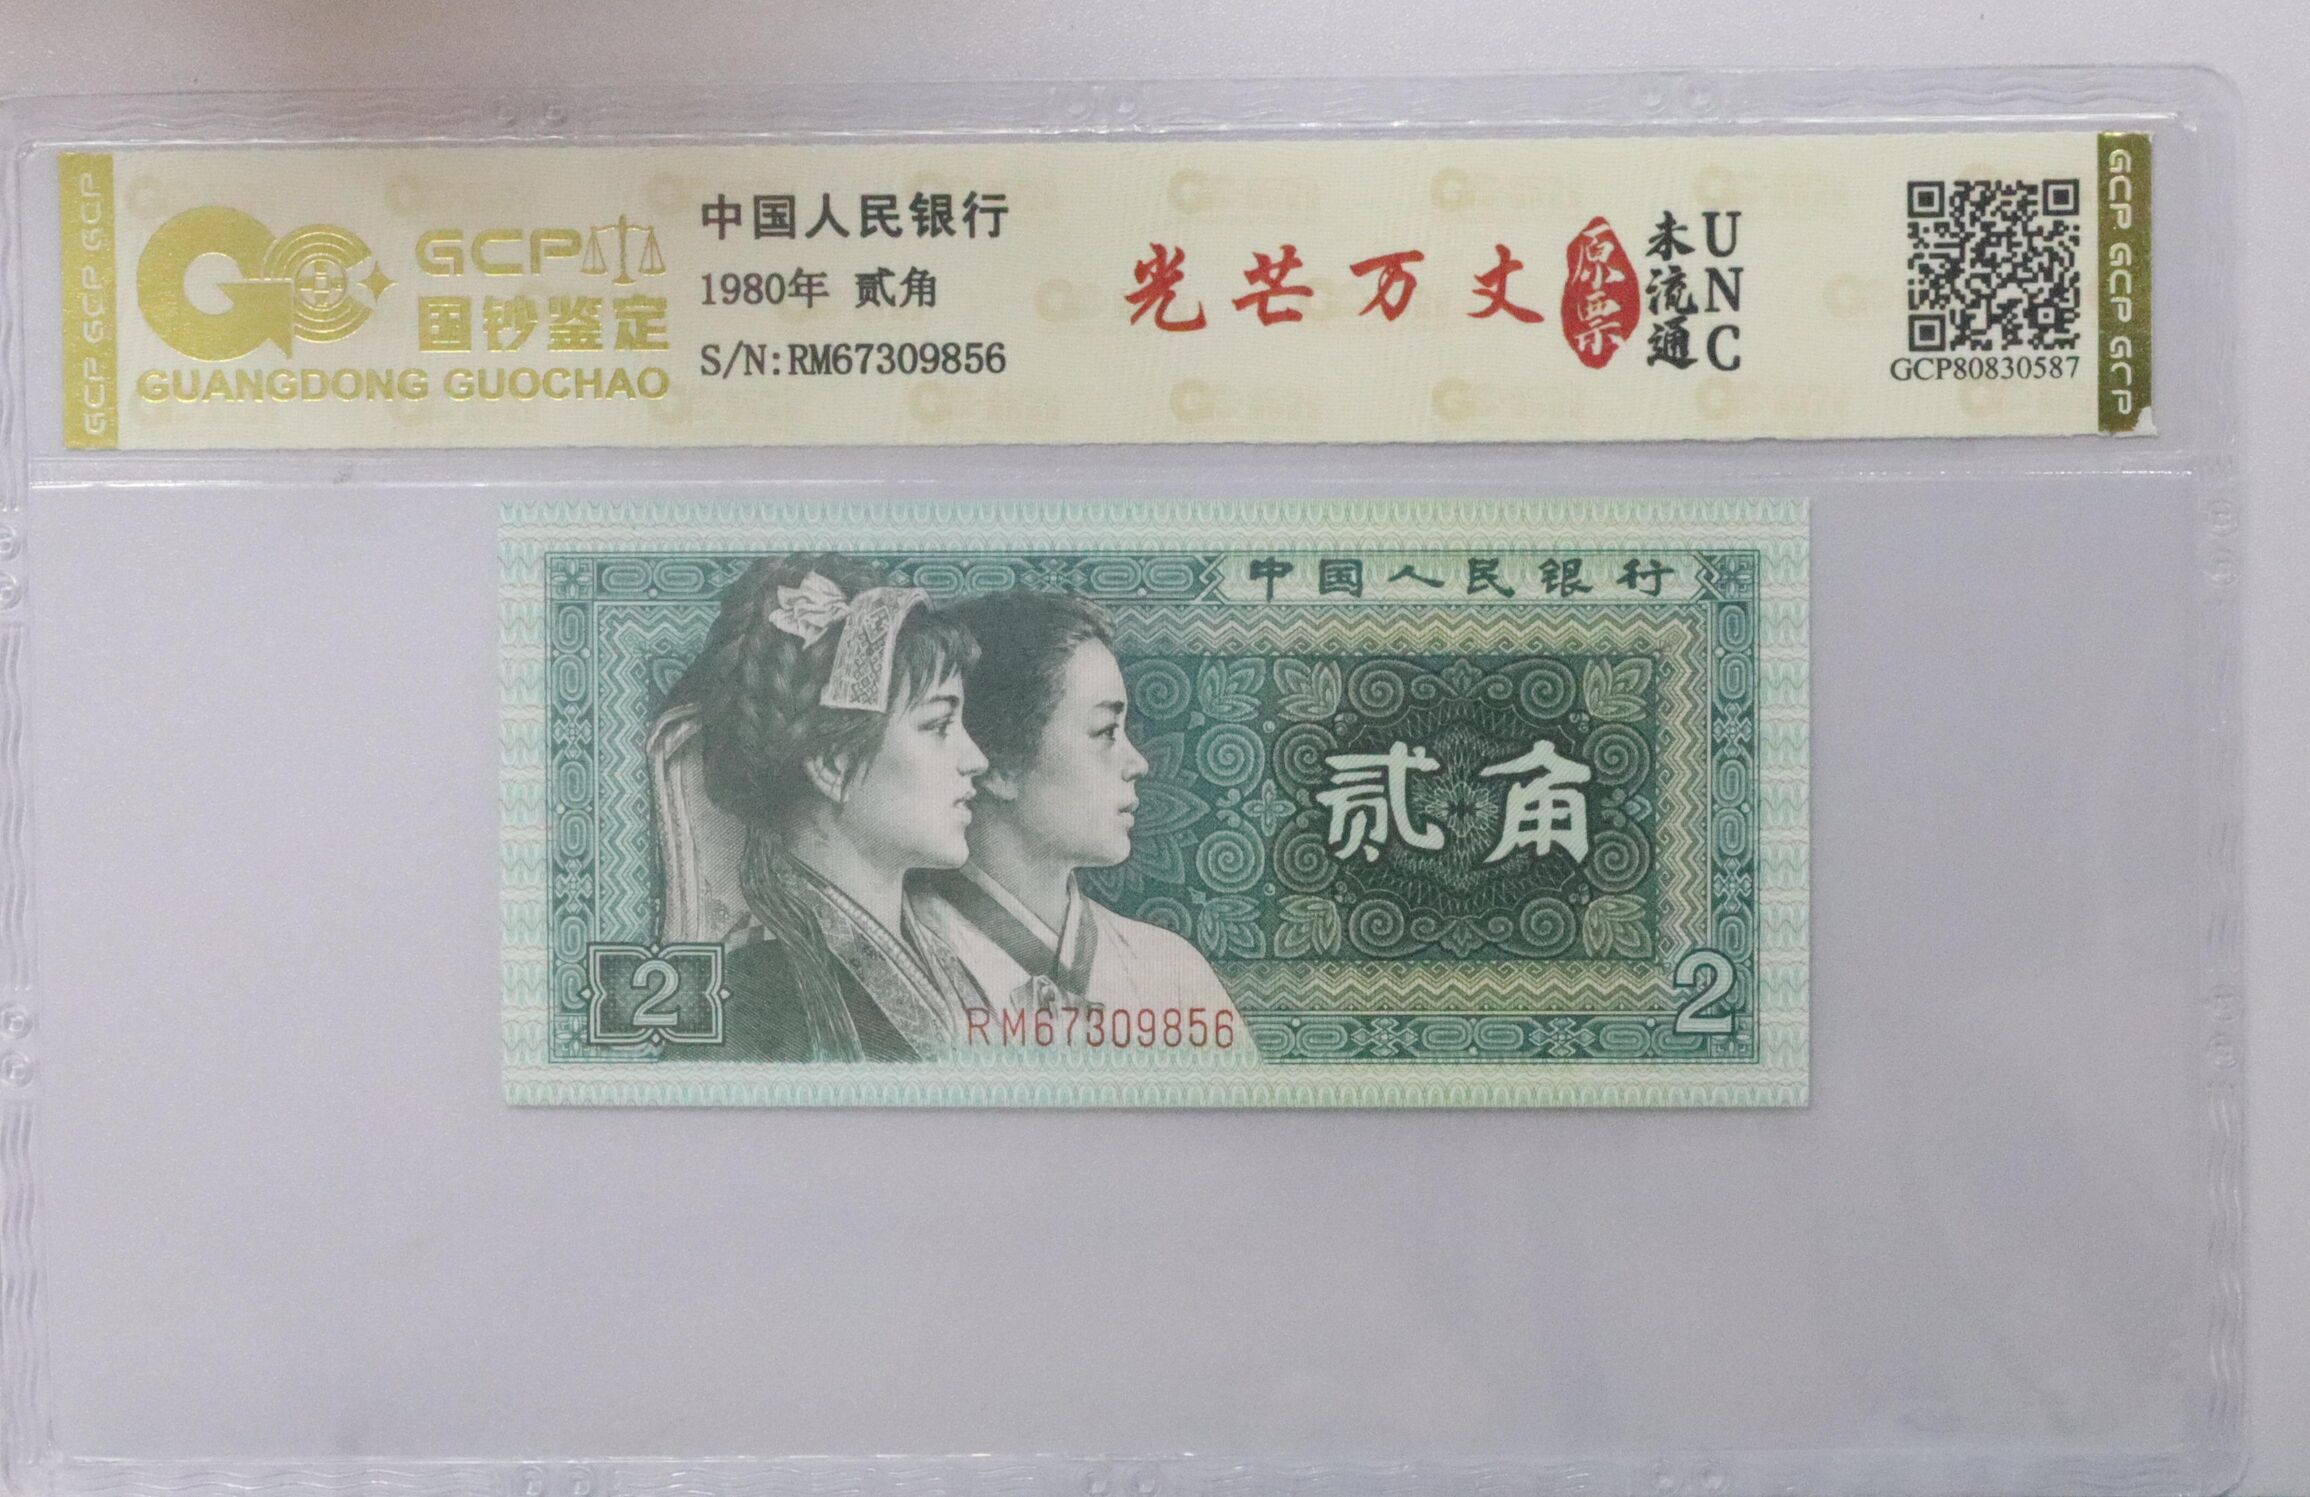 GCP GCP GCP
GCP
国钞鉴定
GUANGDONG GUOCHAO
中国人民银行
1980年 贰角
S/N:RM67309856
光芒万丈
原票
未流通
UNC
GCP80830587
GCP GCP GCP GCP
中国人民银行
贰角
2
2
RM67309856